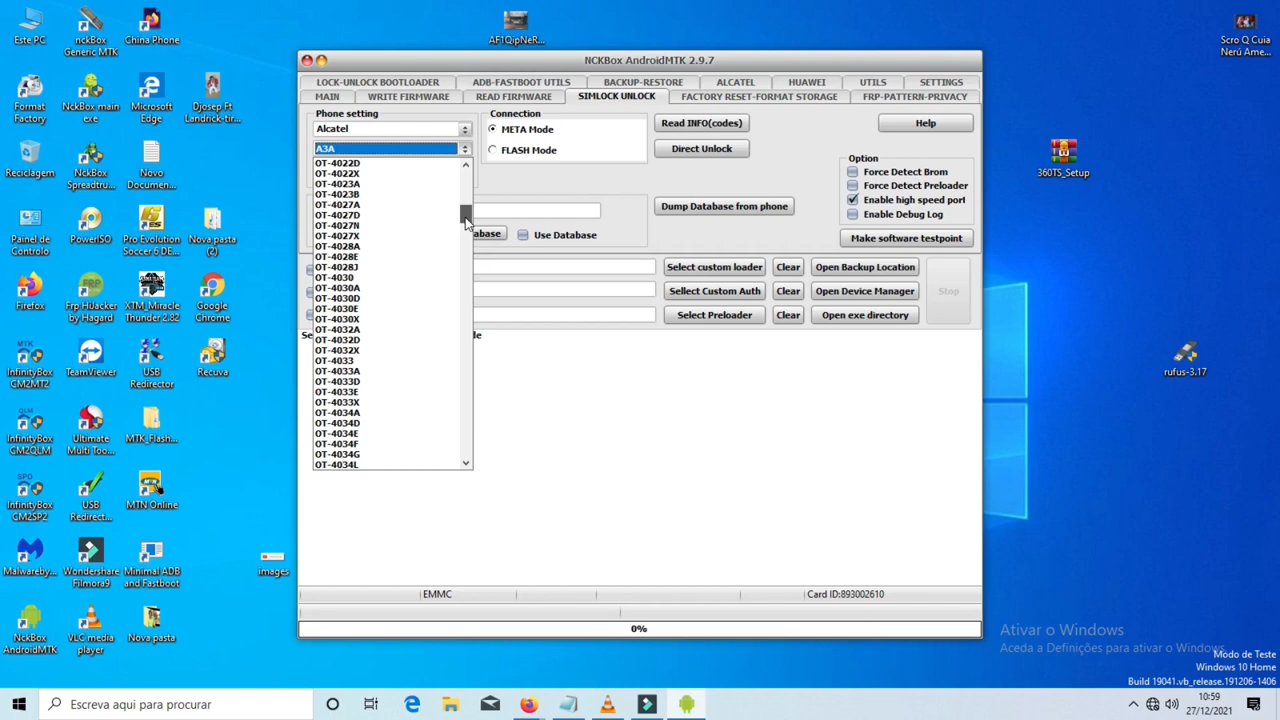 Este PC
nckBox
Generic MTK
China Phone
AF1QipNeR...
Scro Q Cuia
Nerú Ame...
Format
Factory
NckBox main
exe
Microsoft
Edge
Djosep Ft
Landrick-tir...
Reciclagem
NckBox
Spreadtru...
Novo
Documen...
360TS_Setup
Painel de
Controlo
PowerISO
Pro Evolution
Soccer 6 DE...
Nova pasta
(2)
Firefox
Frp HiJacker
by Hagard
XTM_Miracle
Thunder 2.82
Google
Chrome
InfinityBox
CM2MT2
TeamViewer
USB
Redirector
Recuva
rufus-3.17
InfinityBox
CM2QLM
Ultimate
Multi Too...
MTK_Flash...
InfinityBox
CM2SP2
USB
Redirect...
MTN Online
Malwareby...
Wondershare
Filmora9
Minimal ADB
and Fastboot
images
NckBox
AndroidMTK
VLC media
player
Nova pasta
NCKBox AndroidMTK 2.9.7
LOCK-UNLOCK BOOTLOADER
ADB-FASTBOOT UTILS
BACKUP-RESTORE
ALCATEL
HUAWEI
UTILS
SETTINGS
MAIN
WRITE FIRMWARE
READ FIRMWARE
SIMLOCK UNLOCK
FACTORY RESET-FORMAT STORAGE
FRP-PATTERN-PRIVACY
Phone setting
Alcatel
A3A
OT-4022D
OT-4022X
OT-4023A
OT-4023B
OT-4027A
OT-4027D
OT-4027N
OT-4027X
OT-4028A
OT-4028E
OT-4028J
OT-4030
OT-4030A
OT-4030D
OT-4030E
OT-4030X
OT-4032A
OT-4032D
OT-4032X
OT-4033
OT-4033A
OT-4033D
OT-4033E
OT-4033X
OT-4034A
OT-4034D
OT-4034E
OT-4034F
OT-4034G
OT-4034L
Connection
META Mode
FLASH Mode
Read INFO(codes)
Direct Unlock
Help
Option
Force Detect Brom
Force Detect Preloader
Enable high speed port
Enable Debug Log
Dump Database from phone
Use Database
Make software testpoint
Select custom loader
Clear
Open Backup Location
Sellect Custom Auth
Clear
Open Device Manager
Stop
Select Preloader
Clear
Open exe directory
EMMC
Card ID:893002610
0%
Ativar o Windows
Aceda a Definições para ativar o Windows
Modo de Teste
Windows 10 Home
Build 19041.vb_release.191206-1406
Escreva aqui para procurar
10:59
27/12/2021